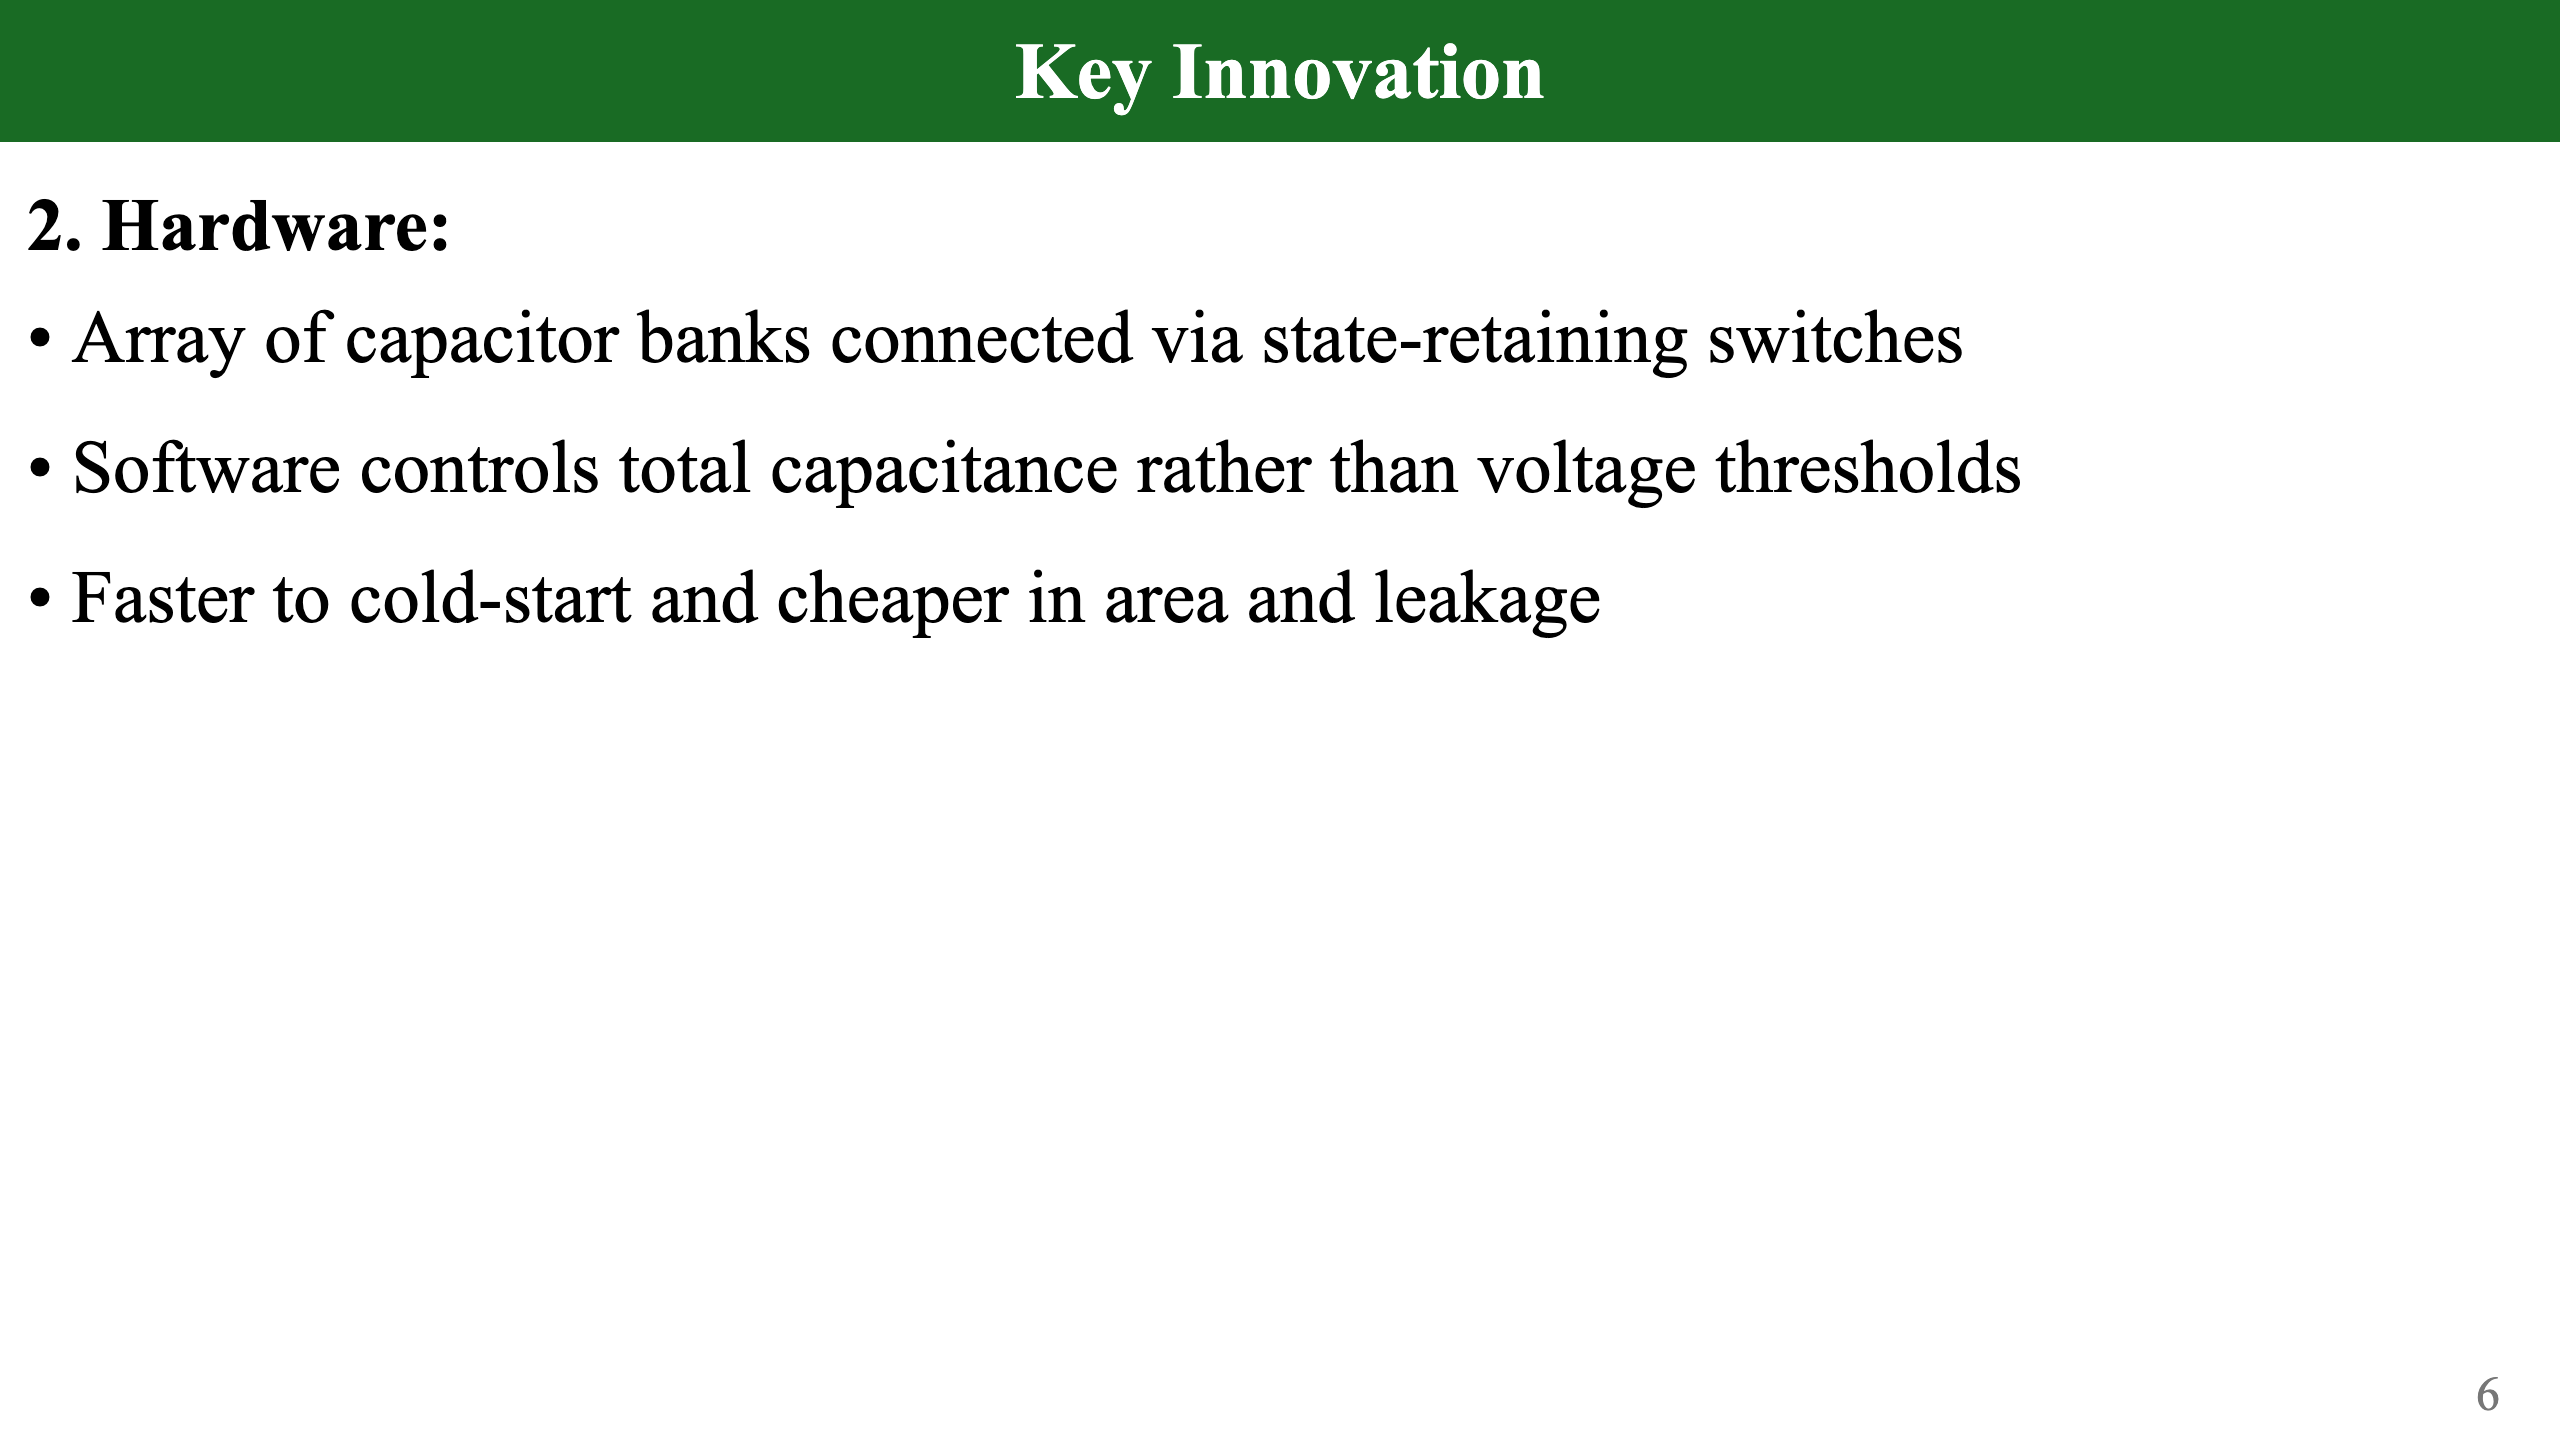 Key Innovation
2. Hardware:
• Array of capacitor banks connected via state-retaining switches
• Software controls total capacitance rather than voltage thresholds
• Faster to cold-start and cheaper in area and leakage
6